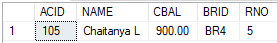 ACID NAME CBAL BRID RNO
1 105 Chaitanya L 900.00 BR4 5